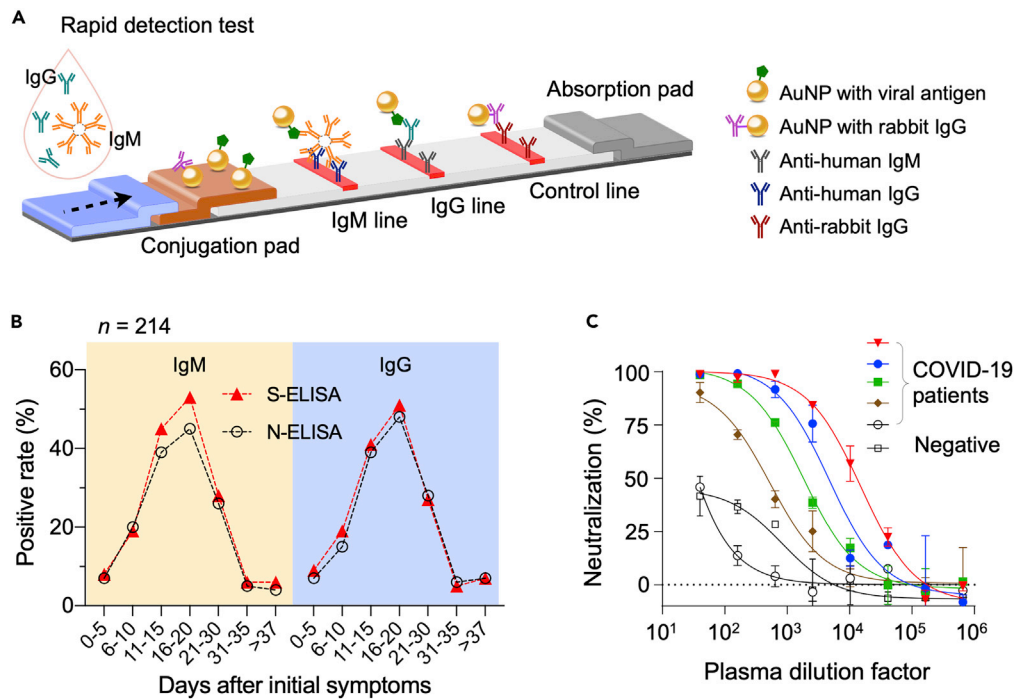 A
Rapid detection test
IgG
IgM
Conjugation pad
IgM line
IgG line
Control line
Absorption pad
AuNP with viral antigen
AuNP with rabbit IgG
Anti-human IgM
Anti-human IgG
Anti-rabbit IgG
B
n = 214
IgM
IgG
S-ELISA
N-ELISA
Positive rate (%)
60
40
20
0
0-5
6-10
11-15
16-20
21-30
31-35
>37
0-5
6-10
11-15
16-20
21-30
31-35
>37
Days after initial symptoms
C
COVID-19
patients
Negative
Neutralization (%)
100
75
50
25
0
10¹
10²
10³
10⁴
10⁵
10⁶
Plasma dilution factor